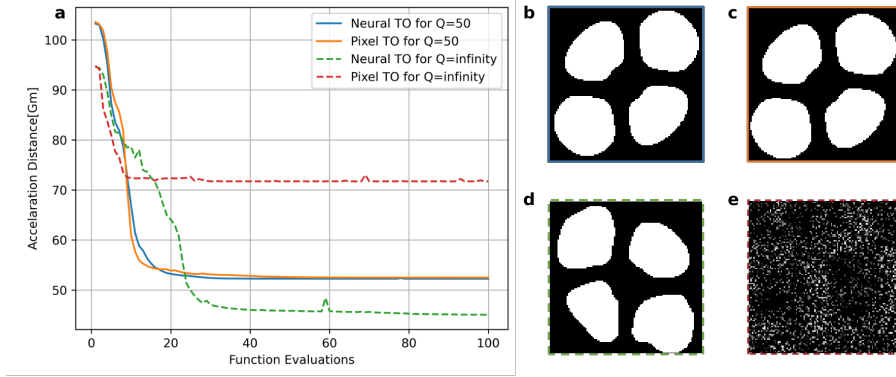 a
Neural TO for Q=50
Pixel TO for Q=50
Neural TO for Q=infinity
Pixel TO for Q=infinity
100
90
80
70
60
50
0
20
40
60
80
100
Accelaration Distance[Gm]
Function Evaluations
b
c
d
e